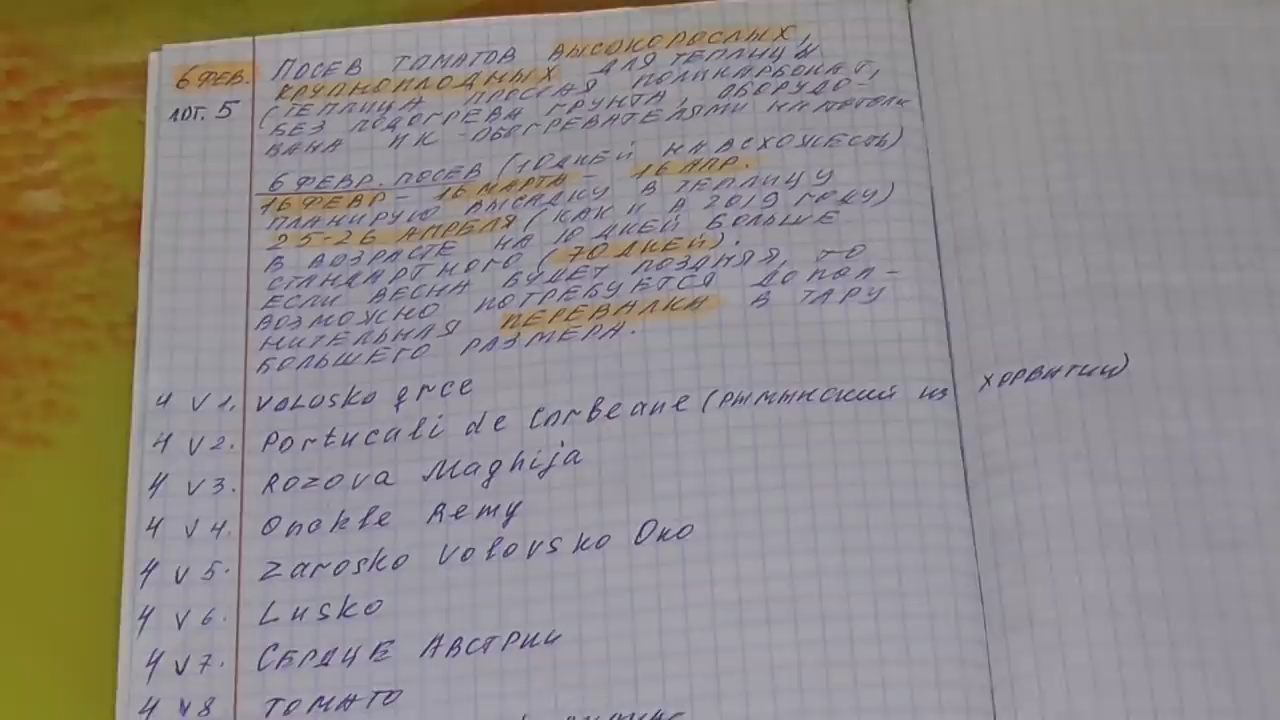 6 ФЕВ. ПОСЕВ ТОМАТОВ ВЫСОКОРОСЛЫХ,
КРУПНОПЛОДНЫХ ДЛЯ ТЕПЛИЦЫ
ЛОТ. 5 (ТЕПЛИЦА ПРОСТАЯ ПОЛИКАРБОНАТ,
БЕЗ ПОДОГРЕВА ГРУНТА, ОБОРУДО-
ВАНА ИК-ОБОГРЕВАТЕЛЯМИ НА ПОТОЛК
6 ФЕВР. ПОСЕВ (10 ДНЕЙ НА ВСХОЖЕСТЬ)
16 ФЕВР - 16 МАРТА - 16 АПР.
ПЛАНИРУЮ ВЫСАДКУ В ТЕПЛИЦУ
25-26 АПРЕЛЯ (КАК И В 2019 ГОДУ)
В ВОЗРАСТЕ НА 10 ДНЕЙ БОЛЬШЕ
СТАНДАРТНОГО (70 ДНЕЙ).
ЕСЛИ ВЕСНА БУДЕТ ПОЗДНЯЯ, ТО
ВОЗМОЖНО ПОТРЕБУЕТСЯ ДОПОЛ-
НИТЕЛЬНАЯ ПЕРЕВАЛКА В ТАРУ
БОЛЬШЕГО РАЗМЕРА.
4 V 1. Volosko grce
4 V 2. Portucali de Corbeane (РУМЫНСКИЙ ИЗ ХОРВАТИИ)
4 V 3. Rozova Maghija
4 V 4. Onokle Remy
4 V 5. Zarosko Volovsko Oko
4 V 6. Lusko
4 V 7. СЕРДЦЕ АВСТРИИ
4 V 8 ТОМАТО